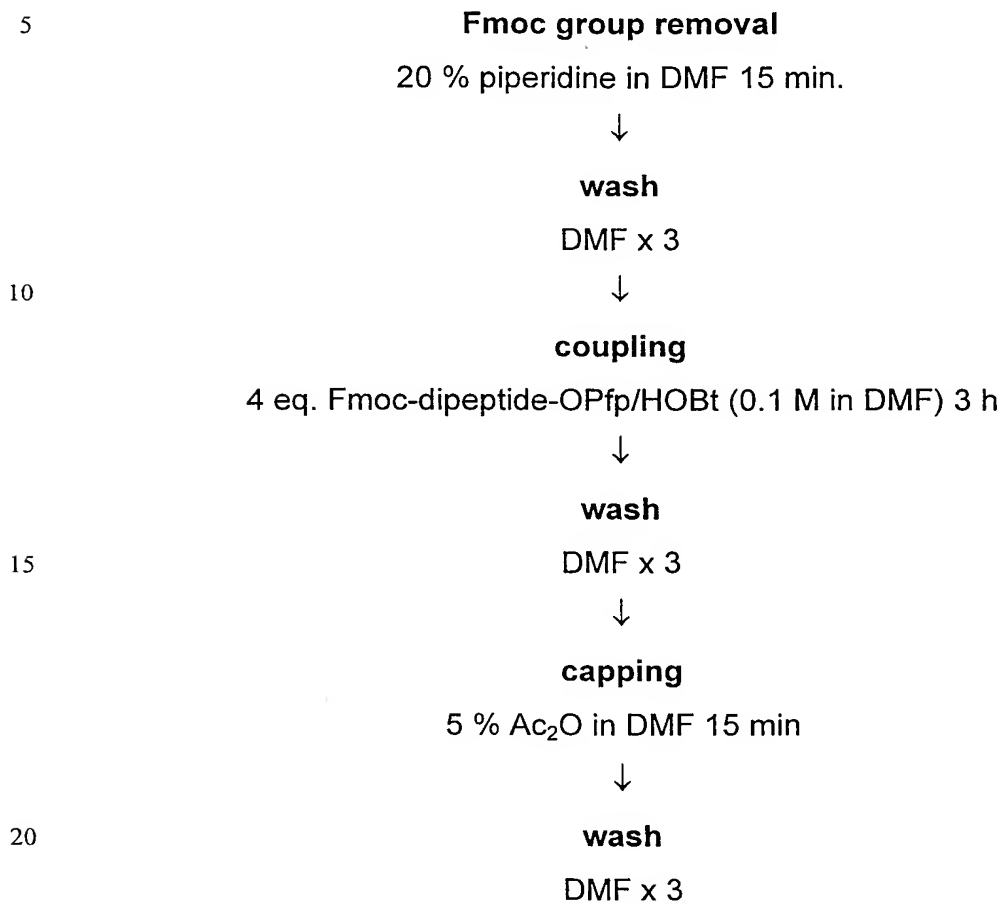 5 Fmoc group removal
20 % piperidine in DMF 15 min.
↓
wash
DMF x 3
10 ↓
coupling
4 eq. Fmoc-dipeptide-OPfp/HOBt (0.1 M in DMF) 3 h
↓
wash
15 DMF x 3
↓
capping
5 % Ac₂O in DMF 15 min
↓
20 wash
DMF x 3